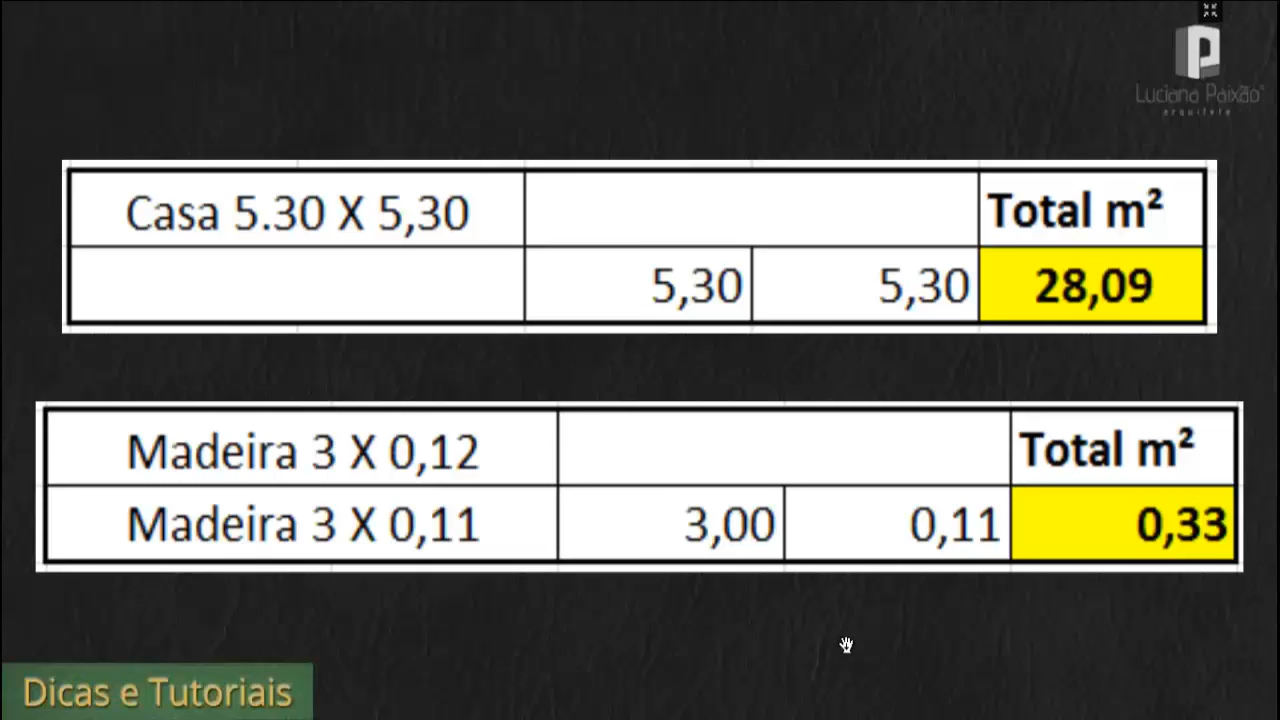 Luciana Paixão
arquiteta
Casa 5.30 X 5,30 Total m²
5,30 5,30 28,09
Madeira 3 X 0,12 Total m²
Madeira 3 X 0,11 3,00 0,11 0,33
Dicas e Tutoriais